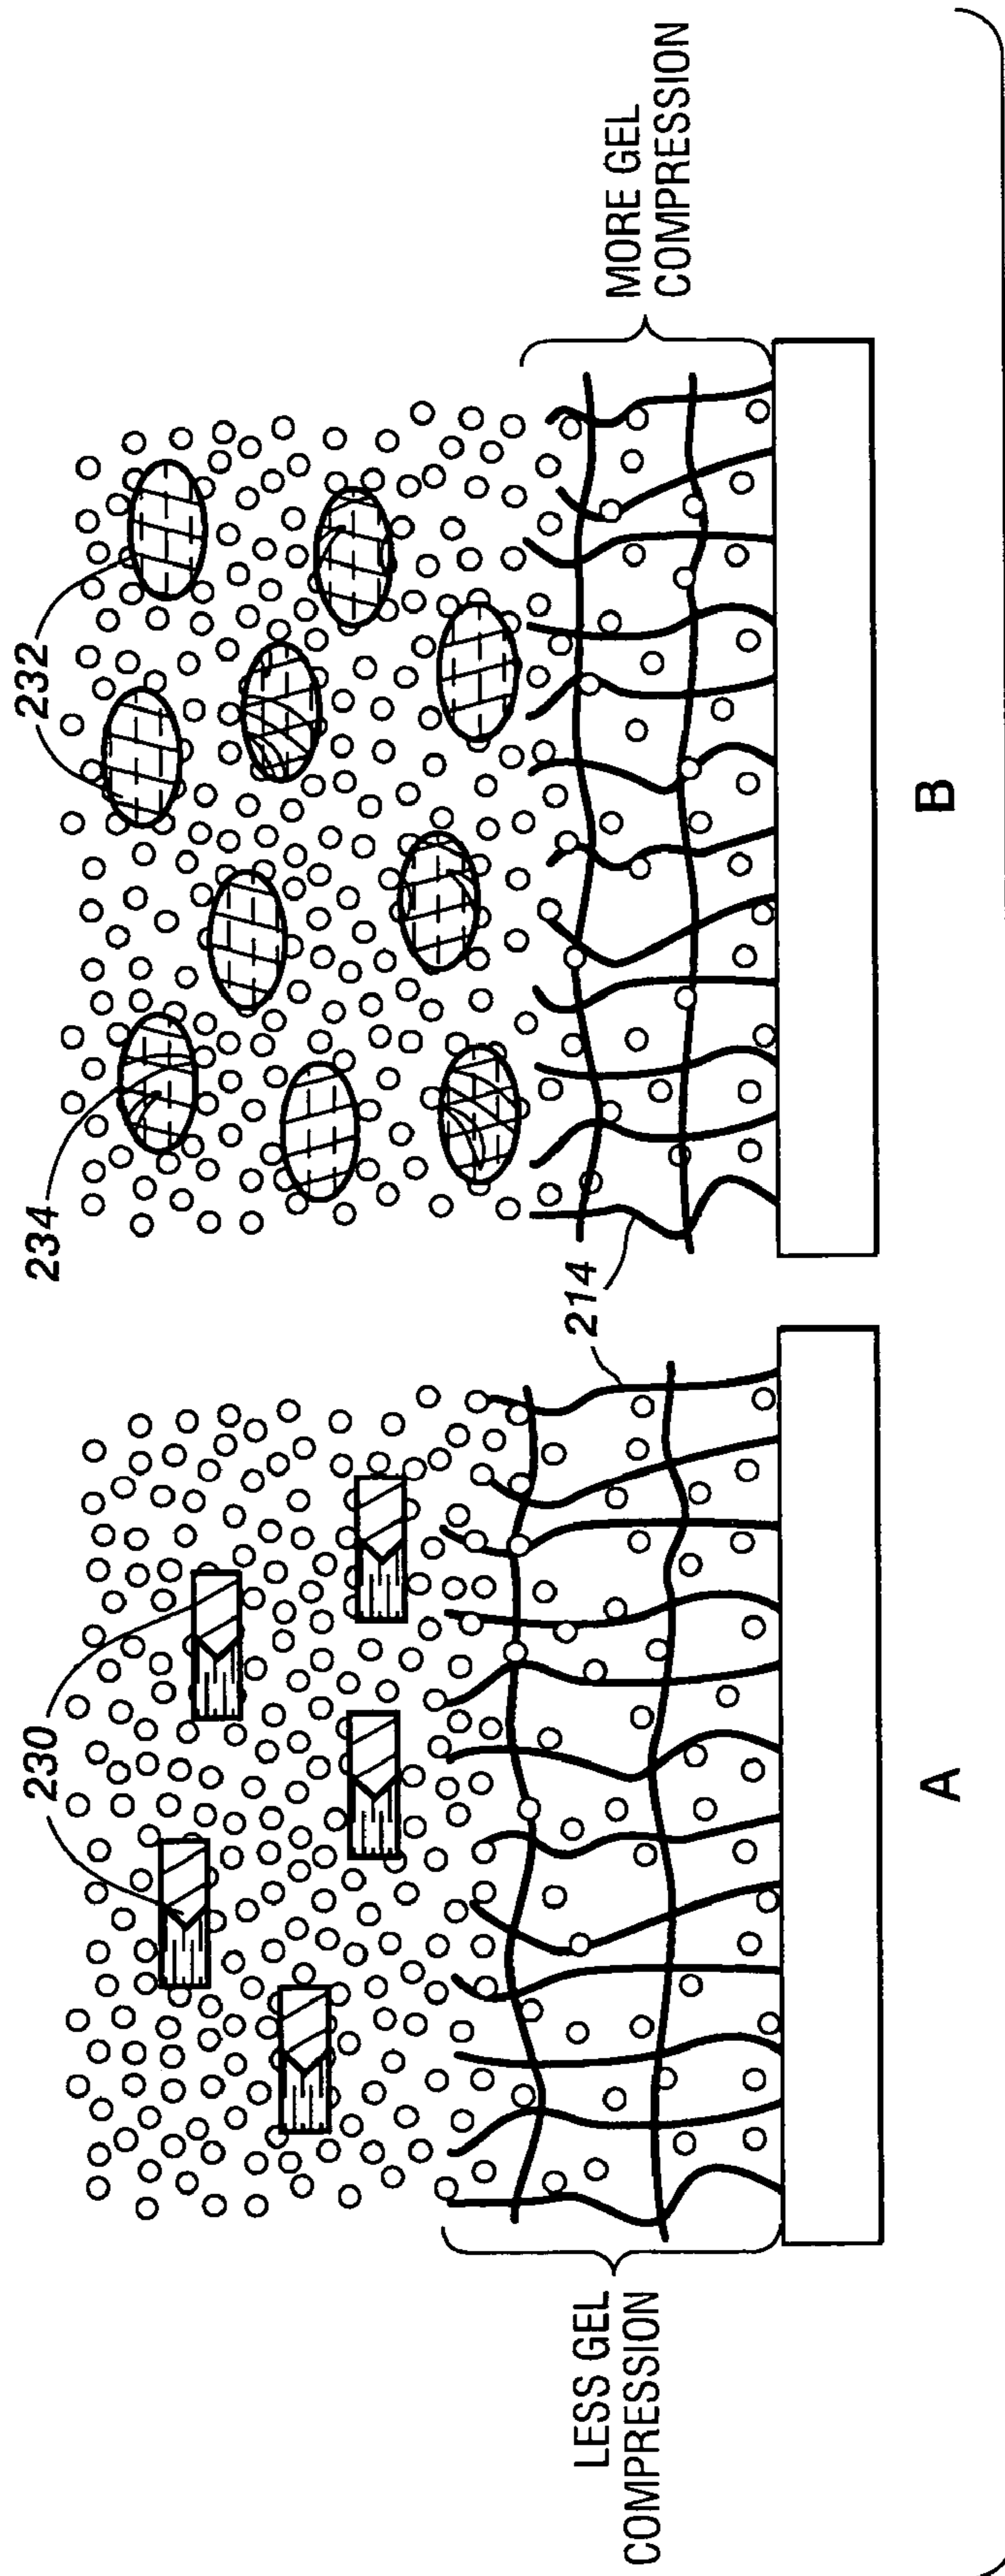 230
232
234
214
LESS GEL
COMPRESSION
MORE GEL
COMPRESSION
A
B